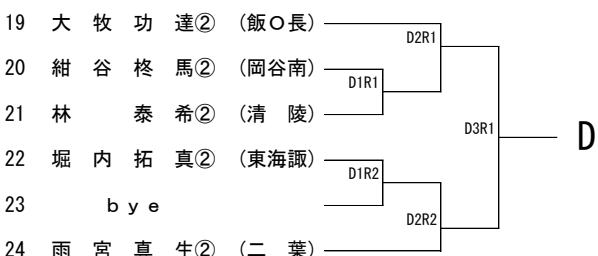 19 大 牧 功 達② (飯O長)
D2R1
20 紺 谷 柊 馬② (岡谷南)
D1R1
21 林 泰 希② (清 陵)
D3R1
D
22 堀 内 拓 真② (東海諏)
D1R2
23 bye
D2R2
24 雨 宮 真 生② (二 葉)